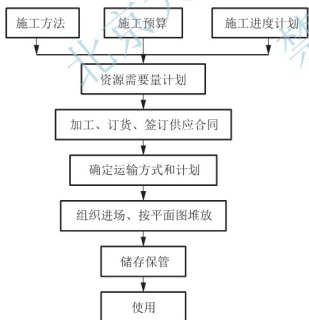 施工方法 施工预算 施工进度计划
资源需要量计划
加工、订货、签订供应合同
确定运输方式和计划
组织进场、按平面图堆放
储存保管
使用